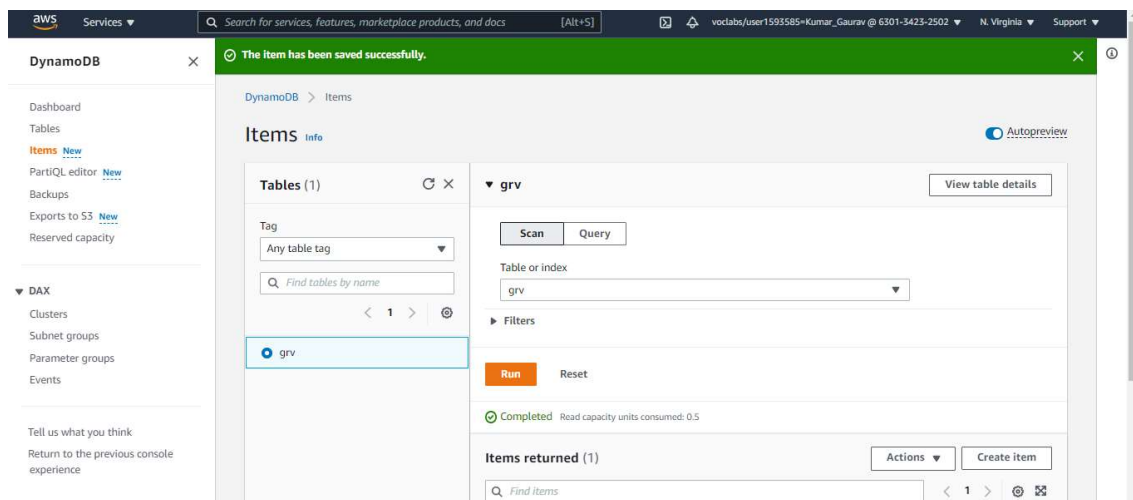 aws Services ▼ Search for services, features, marketplace products, and docs [Alt+S] voclabs/user1593585=Kumar_Gaurav @ 6301-3423-2502 ▼ N. Virginia ▼ Support ▼
DynamoDB
The item has been saved successfully.
Dashboard
Tables
Items New
PartiQL editor New
Backups
Exports to S3 New
Reserved capacity
DAX
Clusters
Subnet groups
Parameter groups
Events
Tell us what you think
Return to the previous console
experience
DynamoDB > Items
Items Info
Autopreview
Tables (1)
Tag
Any table tag
Find tables by name
< 1 >
grv
grv
View table details
Scan Query
Table or index
grv
Filters
Run Reset
Completed Read capacity units consumed: 0.5
Items returned (1)
Actions ▼ Create item
Find items
< 1 >